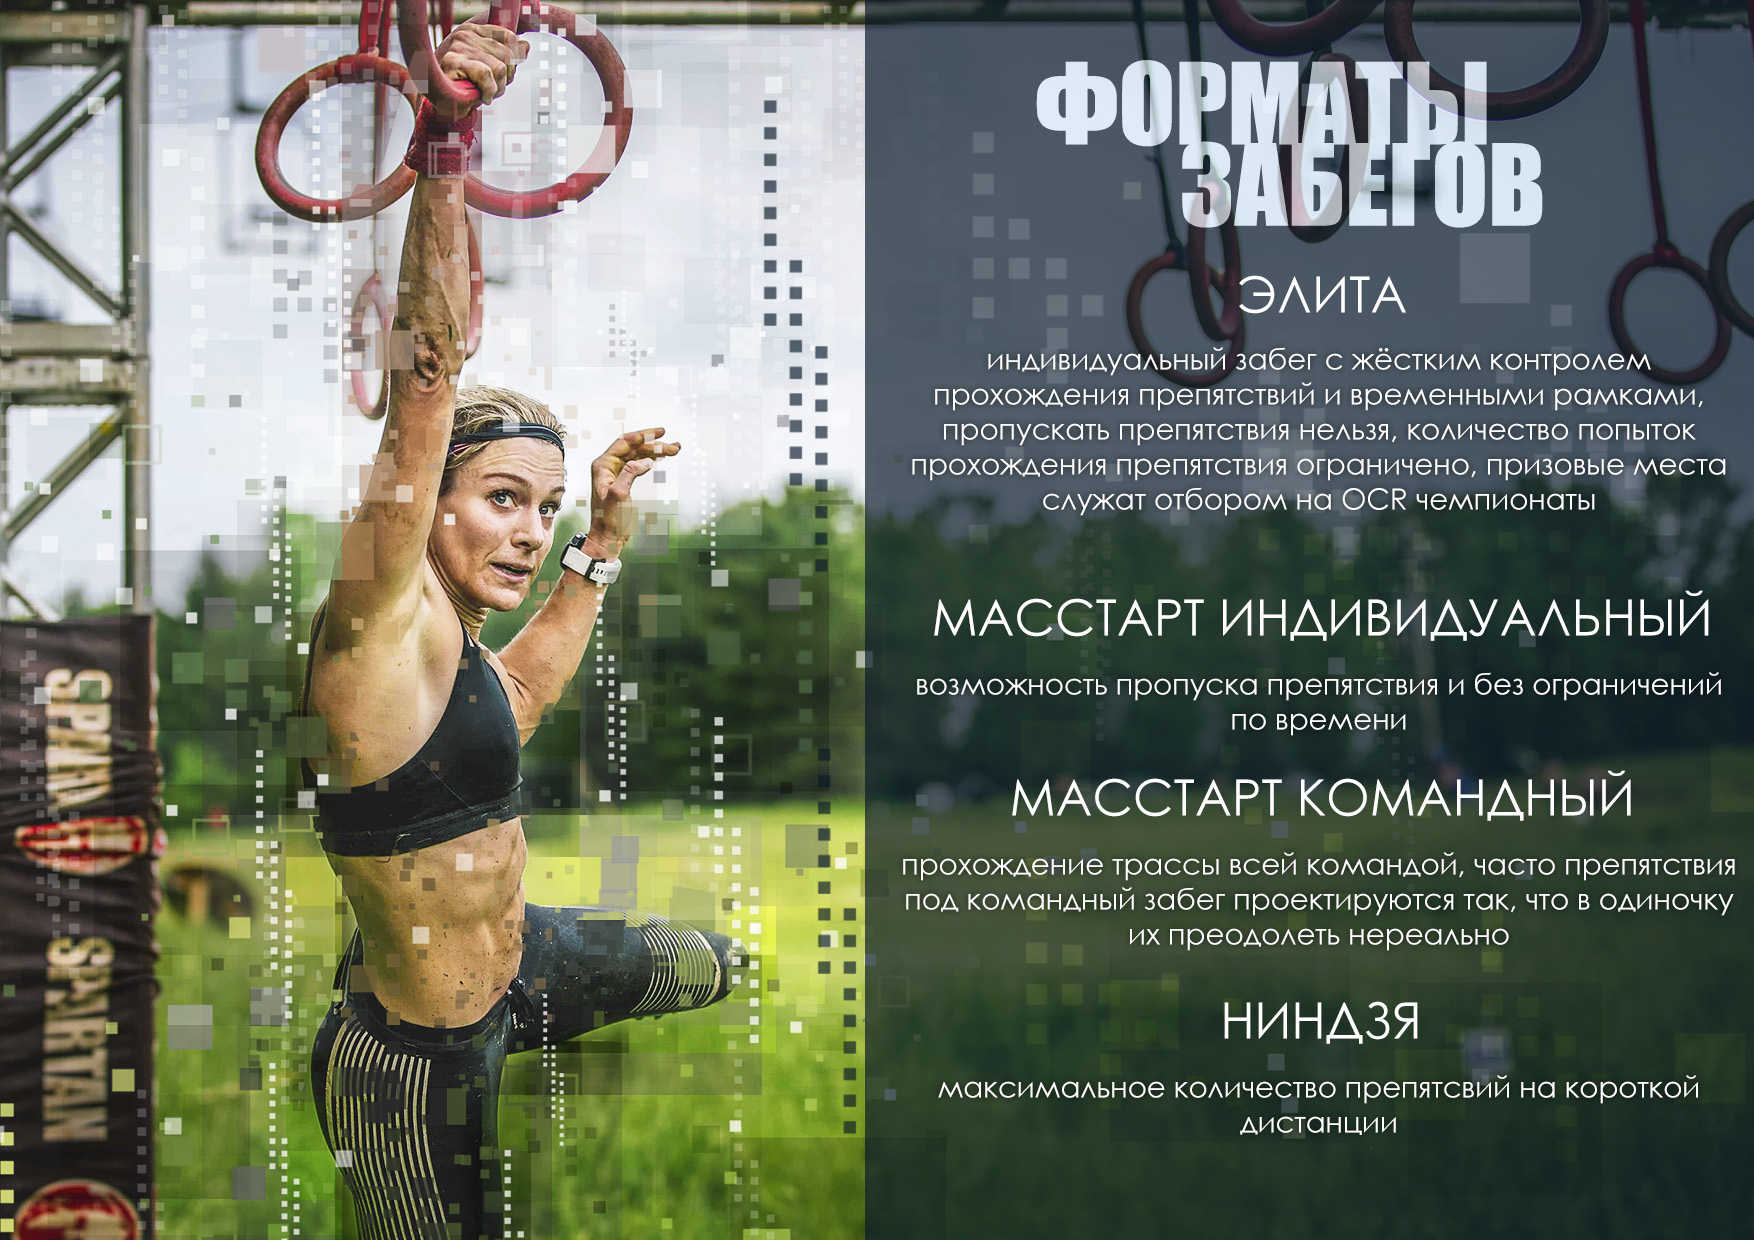 ФОРМАТЫ
ЗАБЕГОВ
ЭЛИТА
индивидуальный забег с жёстким контролем
прохождения препятствий и временными рамками,
пропускать препятствия нельзя, количество попыток
прохождения препятствия ограничено, призовые места
служат отбором на OCR чемпионаты
МАССТАРТ ИНДИВИДУАЛЬНЫЙ
возможность пропуска препятствия и без ограничений
по времени
МАССТАРТ КОМАНДНЫЙ
прохождение трассы всей командой, часто препятствия
под командный забег проектируются так, что в одиночку
их преодолеть нереально
НИНДЗЯ
максимальное количество препятсвий на короткой
дистанции
SPARTAN
SPARTAN